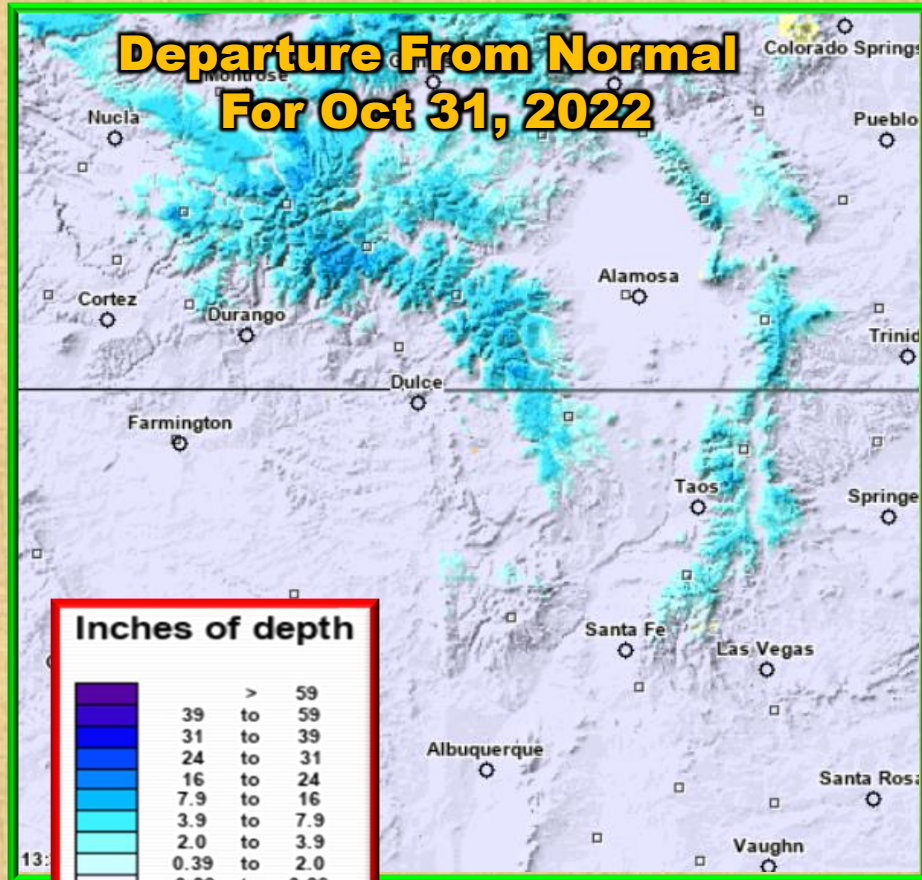 Departure From Normal
For Oct 31, 2022
Colorado Springs
Montrose
Nucla
Pueblo
Alamosa
Cortez
Durango
Dulce
Farmington
Taos
Santa Fe
Las Vegas
Albuquerque
Vaughn
13:
Inches of depth
> 59
39 to 59
31 to 39
24 to 31
16 to 24
7.9 to 16
3.9 to 7.9
2.0 to 3.9
0.39 to 2.0
Trinid
Springe
Santa Rosa